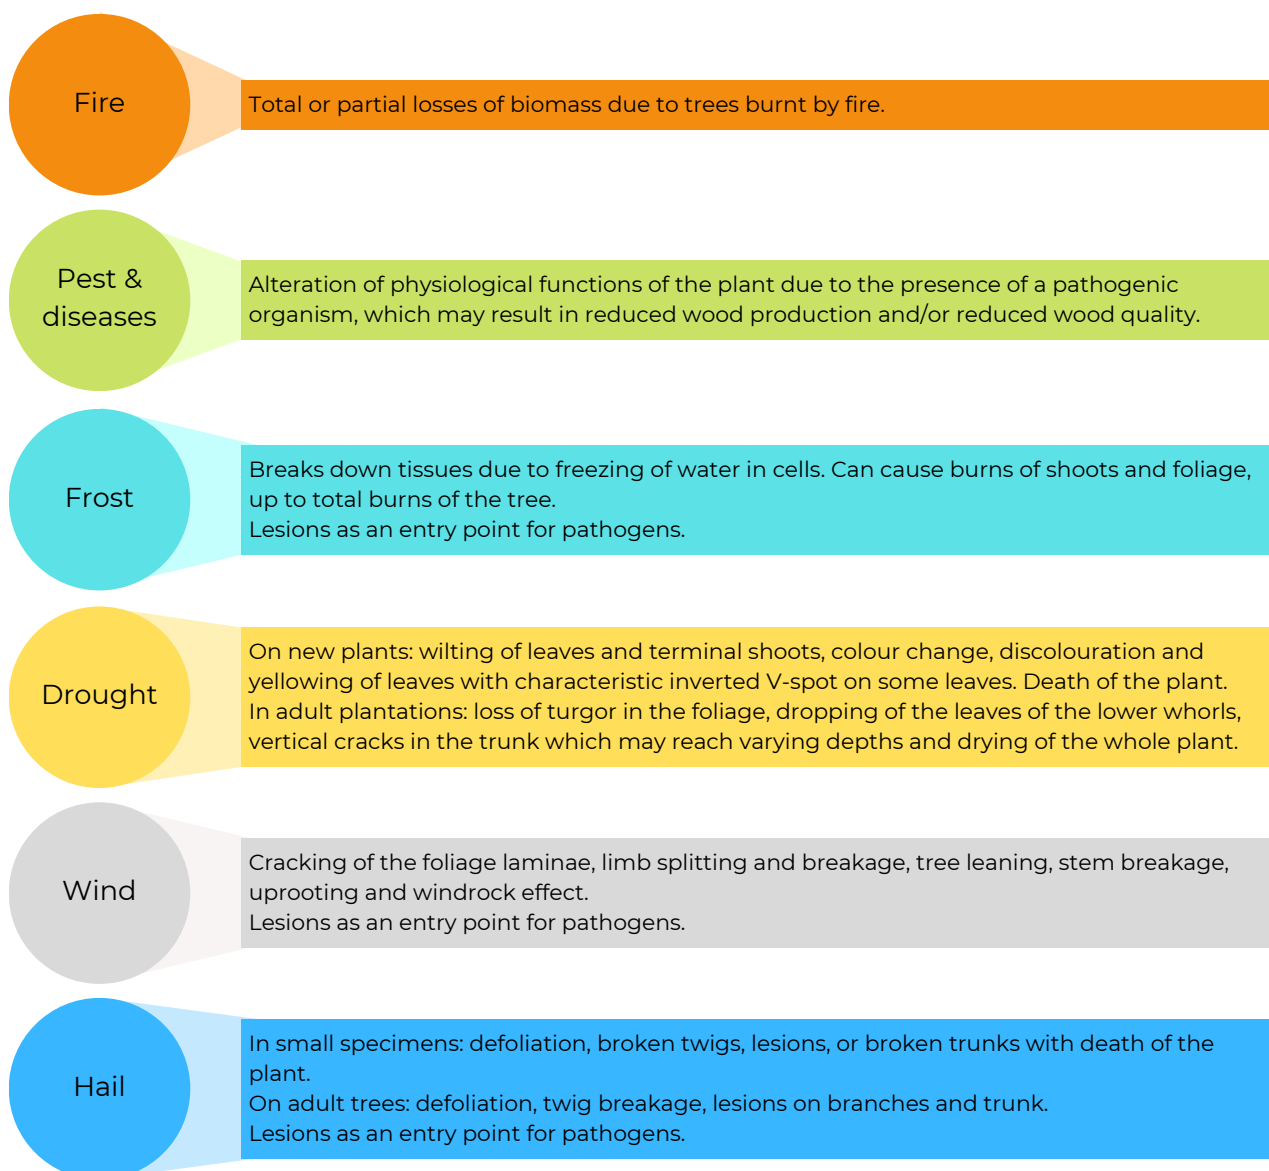 Fire
Total or partial losses of biomass due to trees burnt by fire.
Pest &
diseases
Alteration of physiological functions of the plant due to the presence of a pathogenic
organism, which may result in reduced wood production and/or reduced wood quality.
Frost
Breaks down tissues due to freezing of water in cells. Can cause burns of shoots and foliage,
up to total burns of the tree.
Lesions as an entry point for pathogens.
Drought
On new plants: wilting of leaves and terminal shoots, colour change, discolouration and
yellowing of leaves with characteristic inverted V-spot on some leaves. Death of the plant.
In adult plantations: loss of turgor in the foliage, dropping of the leaves of the lower whorls,
vertical cracks in the trunk which may reach varying depths and drying of the whole plant.
Wind
Cracking of the foliage laminae, limb splitting and breakage, tree leaning, stem breakage,
uprooting and windrock effect.
Lesions as an entry point for pathogens.
Hail
In small specimens: defoliation, broken twigs, lesions, or broken trunks with death of the
plant.
On adult trees: defoliation, twig breakage, lesions on branches and trunk.
Lesions as an entry point for pathogens.